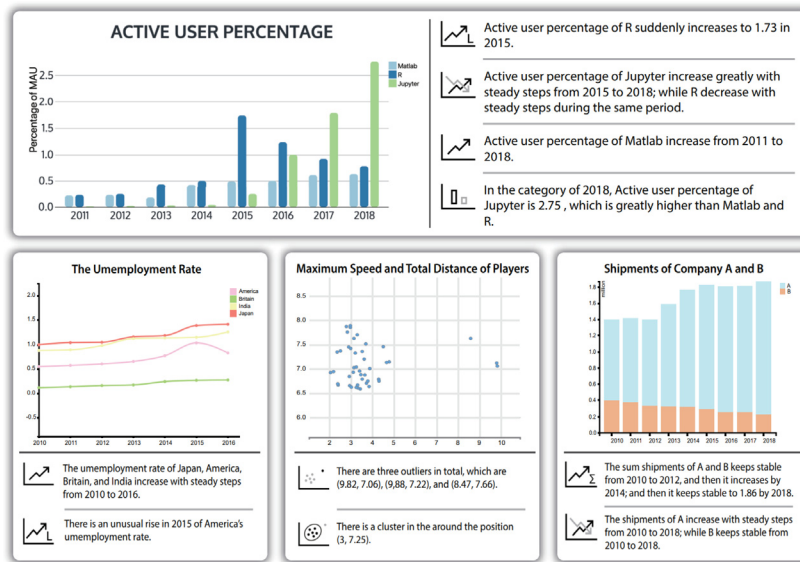 ACTIVE USER PERCENTAGE
Percentage of MAU
2.5
2.0
1.5
1.0
0.5
0.0
2011 2012 2013 2014 2015 2016 2017 2018
Matlab
R
Jupyter
L
Active user percentage of R suddenly increases to 1.73 in
2015.
Active user percentage of Jupyter increase greatly with
steady steps from 2015 to 2018; while R decrease with
steady steps during the same period.
Active user percentage of Matlab increase from 2011 to
2018.
In the category of 2018, Active user percentage of
Jupyter is 2.75 , which is greatly higher than Matlab and
R.
The Umemployment Rate
America
Britain
India
Japan
2.0
1.5
1.0
0.5
0.0
-0.5
2010 2011 2012 2013 2014 2015 2016
The umemployment rate of Japan, America,
Britain, and India increase with steady steps
from 2010 to 2016.
L
There is an unusual rise in 2015 of America's
uemployment rate.
Maximum Speed and Total Distance of Players
8.5
8.0
7.5
7.0
6.5
6.0
2 3 4 5 6 7 8 9 10
There are three outliers in total, which are
(9.82, 7.06), (9,88, 7.22), and (8.47, 7.66).
There is a cluster in the around the position
(3, 7.25).
Shipments of Company A and B
million
A
B
1.8
1.6
1.4
1.2
1.0
0.8
0.6
0.4
0.2
0.0
2010 2011 2012 2013 2014 2015 2016 2017 2018
Σ
The sum shipments of A and B keeps stable
from 2010 to 2012, and then it increases by
2014; and then it keeps stable to 1.86 by 2018.
The shipments of A increase with steady steps
from 2010 to 2018; while B keeps stable from
2010 to 2018.